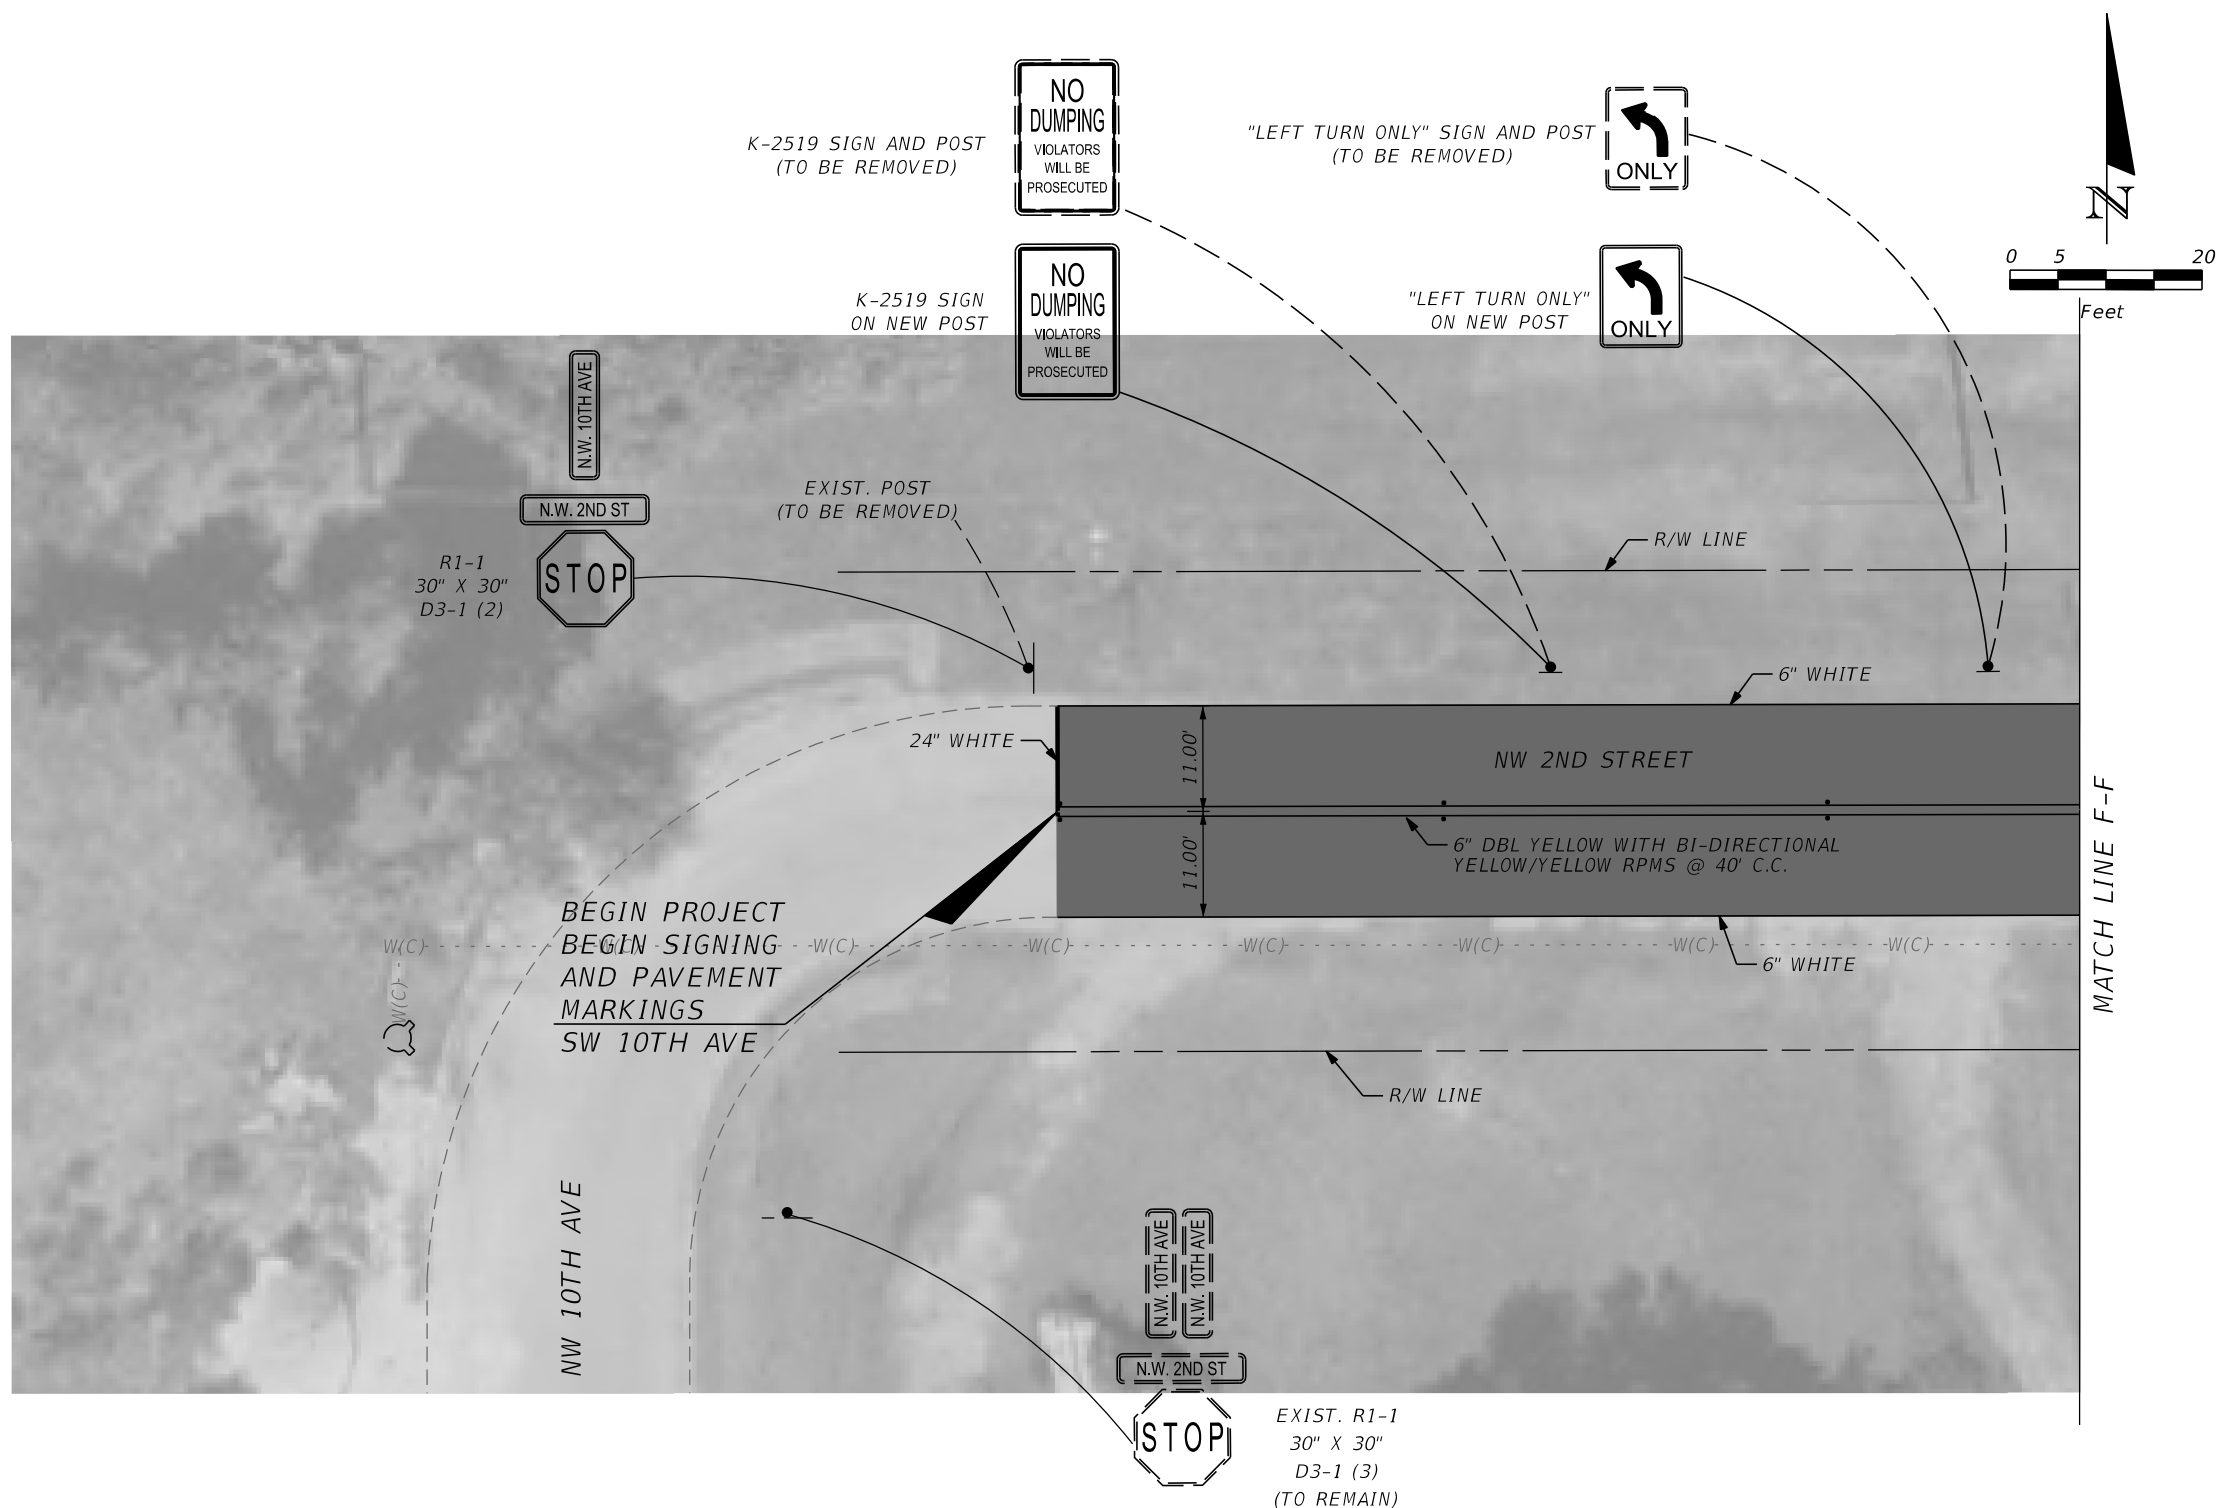 NO
DUMPING
VIOLATORS
WILL BE
PROSECUTED
K-2519 SIGN AND POST
(TO BE REMOVED)
"LEFT TURN ONLY" SIGN AND POST
(TO BE REMOVED)
ONLY
N
0 5 20
Feet
NO
DUMPING
VIOLATORS
WILL BE
PROSECUTED
K-2519 SIGN
ON NEW POST
"LEFT TURN ONLY"
ON NEW POST
ONLY
N.W. 10TH AVE
N.W. 2ND ST
STOP
R1-1
30" X 30"
D3-1 (2)
EXIST. POST
(TO BE REMOVED)
R/W LINE
6" WHITE
24" WHITE
11.00'
NW 2ND STREET
11.00'
6" DBL YELLOW WITH BI-DIRECTIONAL
YELLOW/YELLOW RPMS @ 40' C.C.
MATCH LINE F-F
BEGIN PROJECT
BEGIN SIGNING
AND PAVEMENT
MARKINGS
SW 10TH AVE
W(C) W(C) W(C) W(C) W(C) W(C) W(C) W(C)
W(C)
6" WHITE
R/W LINE
NW 10TH AVE
N.W. 10TH AVE
N.W. 10TH AVE
N.W. 2ND ST
STOP
EXIST. R1-1
30" X 30"
D3-1 (3)
(TO REMAIN)